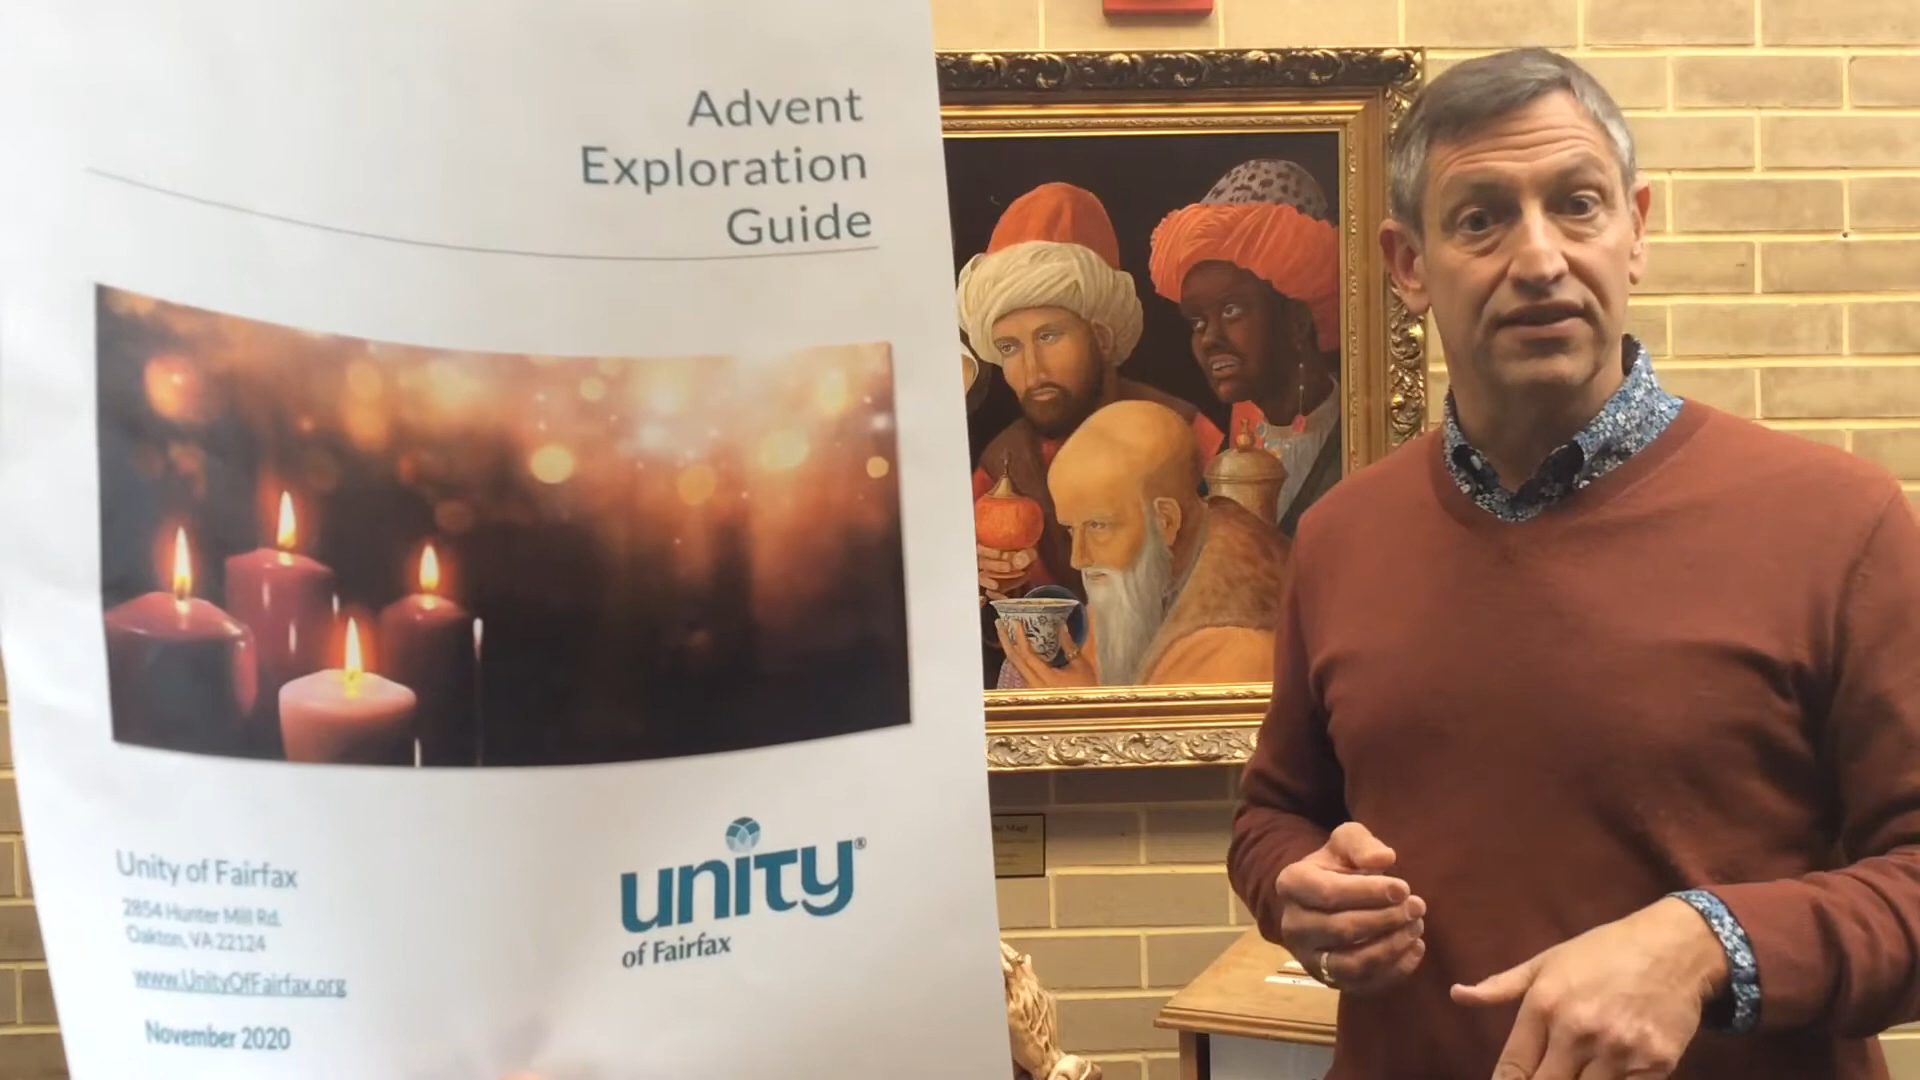 Advent
Exploration
Guide
Unity of Fairfax
2854 Hunter Mill Rd.
Oakton, VA 22124
www.UnityOfFairfax.org
November 2020
unity®
of Fairfax